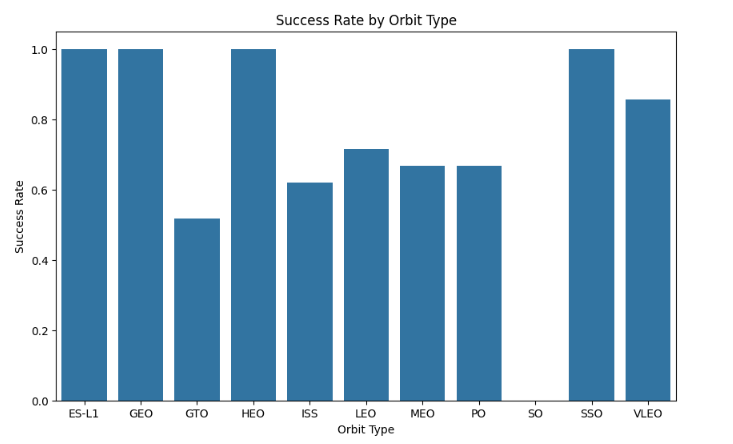 Success Rate by Orbit Type
1.0
0.8
0.6
0.4
0.2
0.0
Success Rate
ES-L1 GEO GTO HEO ISS LEO MEO PO SO SSO VLEO
Orbit Type